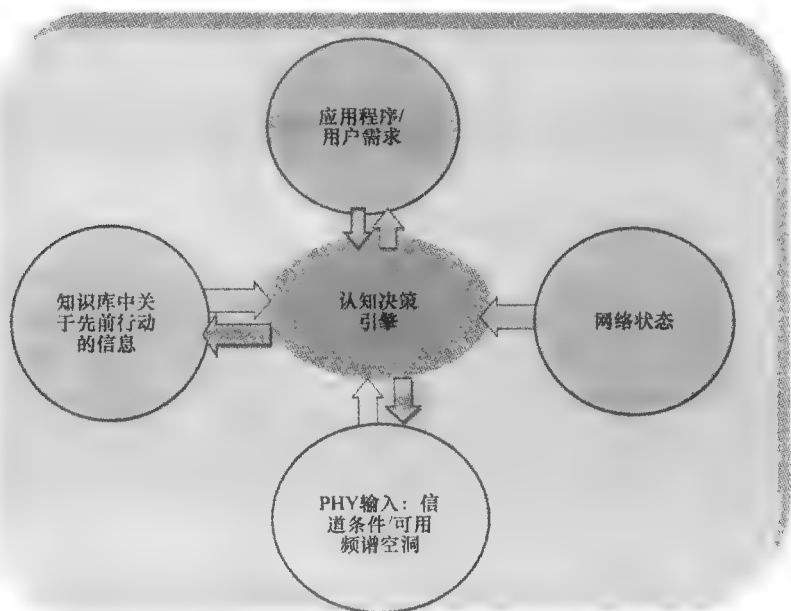 应用程序/
用户需求
知识库中关
于先前行动
的信息
认知决策
引擎
网络状态
PHY输入：信
道条件/可用
频谱空洞